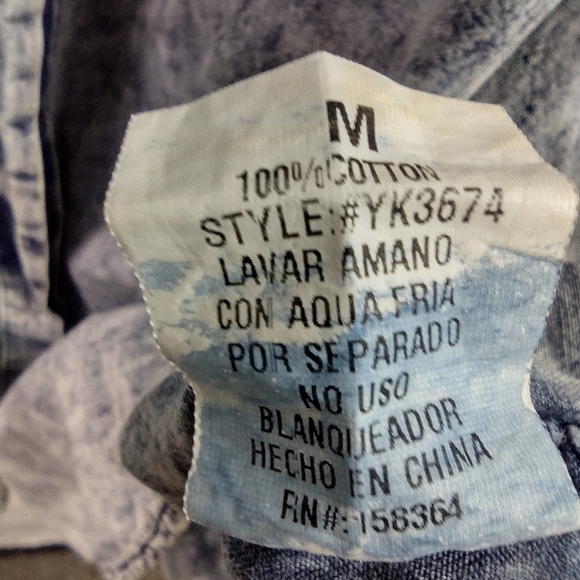 M
100% COTTON
STYLE:#YK3674
LAVAR AMANO
CON AQUA FRIA
POR SEPARADO
NO USO
BLANQUEADOR
HECHO EN CHINA
RN#:158364